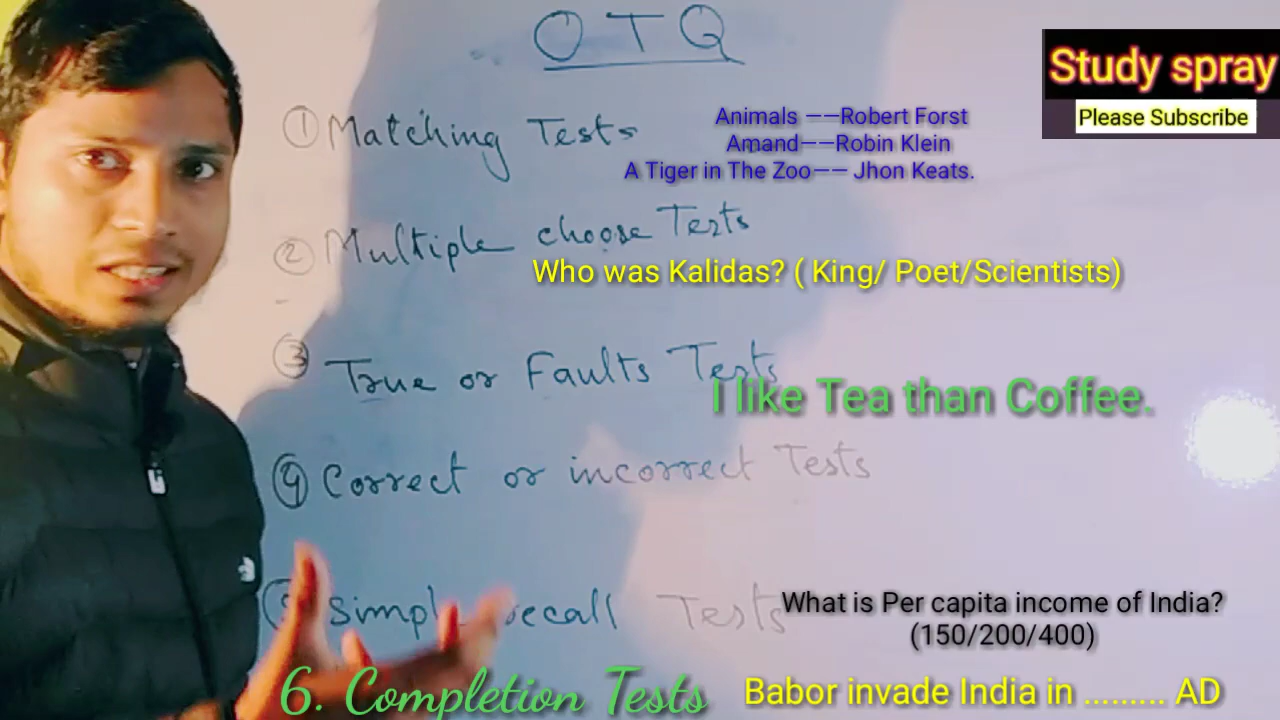 O T Q
Study spray
Please Subscribe
① Matching Tests
Animals ——Robert Forst
Amand——Robin Klein
A Tiger in The Zoo—— Jhon Keats.
② Multiple choose Tests
Who was Kalidas? ( King/ Poet/Scientists)
③ True or Faults Tests
I like Tea than Coffee.
④ Correct or incorrect Tests
Simple recall Tests
What is Per capita income of India?
(150/200/400)
6. Completion Tests
Babor invade India in ......... AD